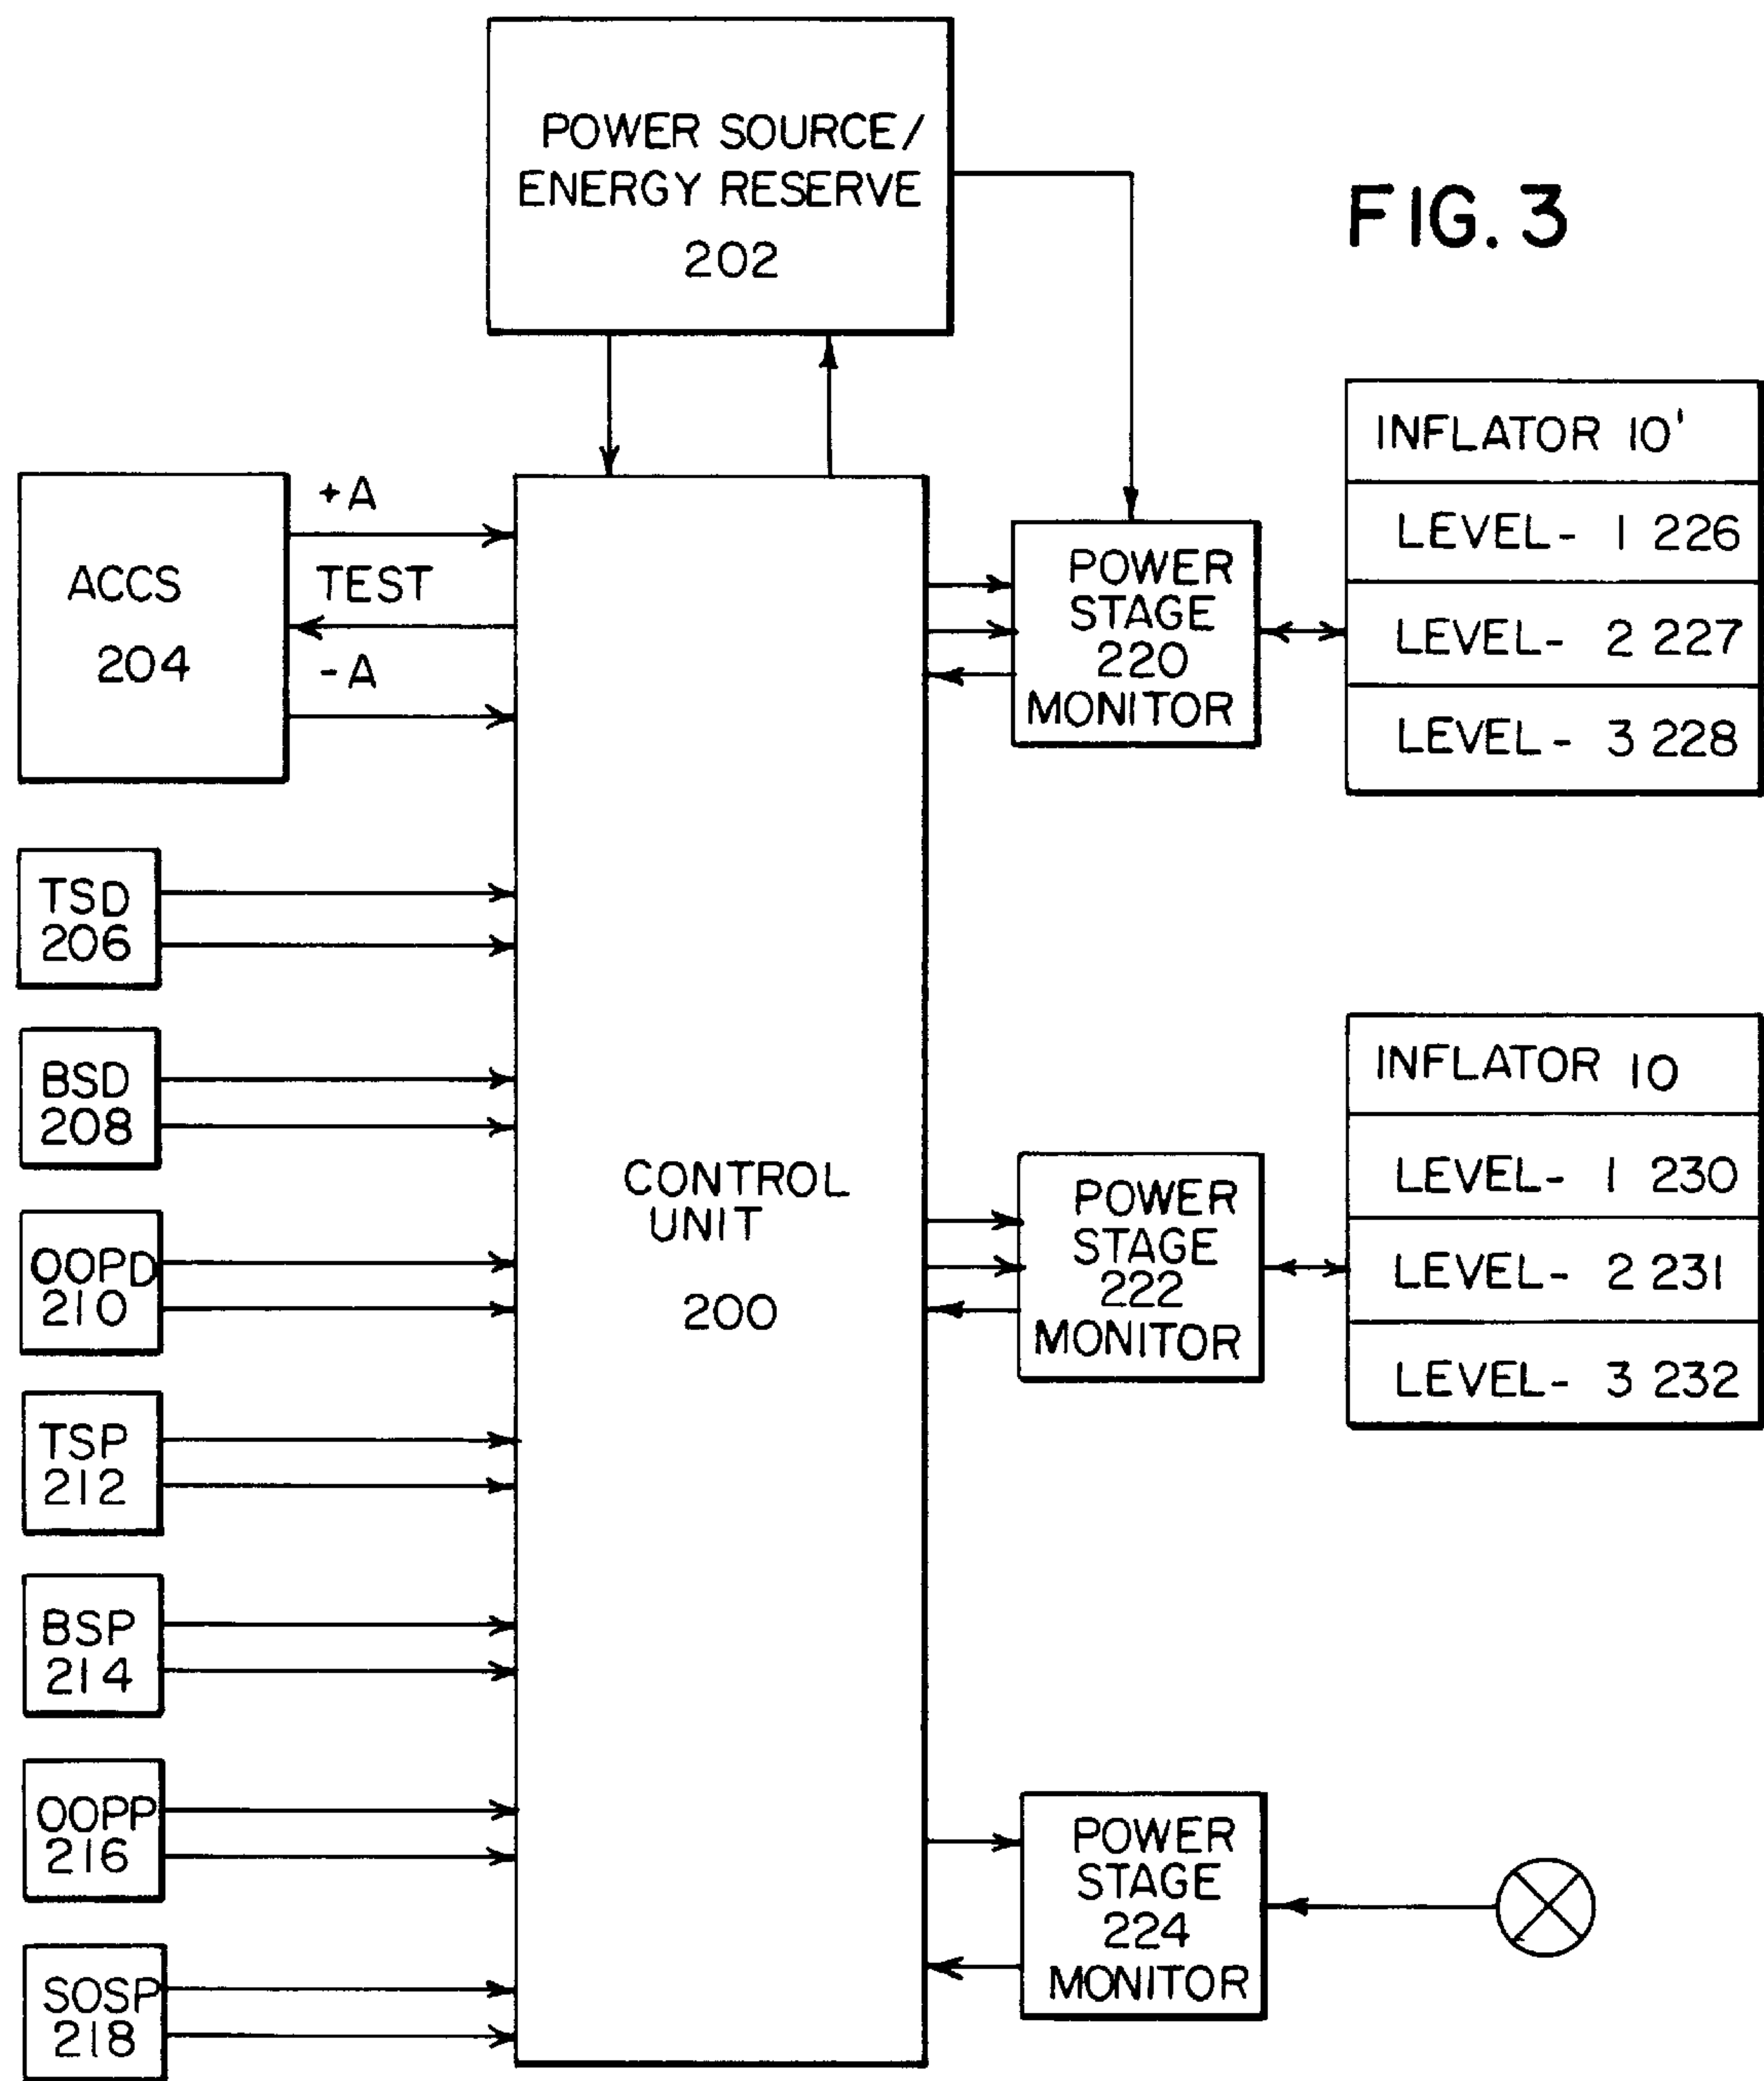 POWER SOURCE/
ENERGY RESERVE
202
FIG. 3
ACCS
204
+A
TEST
-A
POWER
STAGE
220
MONITOR
INFLATOR 10'
LEVEL- 1 226
LEVEL- 2 227
LEVEL- 3 228
TSD
206
BSD
208
OOPD
210
TSP
212
BSP
214
OOPP
216
SOSP
218
CONTROL
UNIT
200
POWER
STAGE
222
MONITOR
INFLATOR 10
LEVEL- 1 230
LEVEL- 2 231
LEVEL- 3 232
POWER
STAGE
224
MONITOR